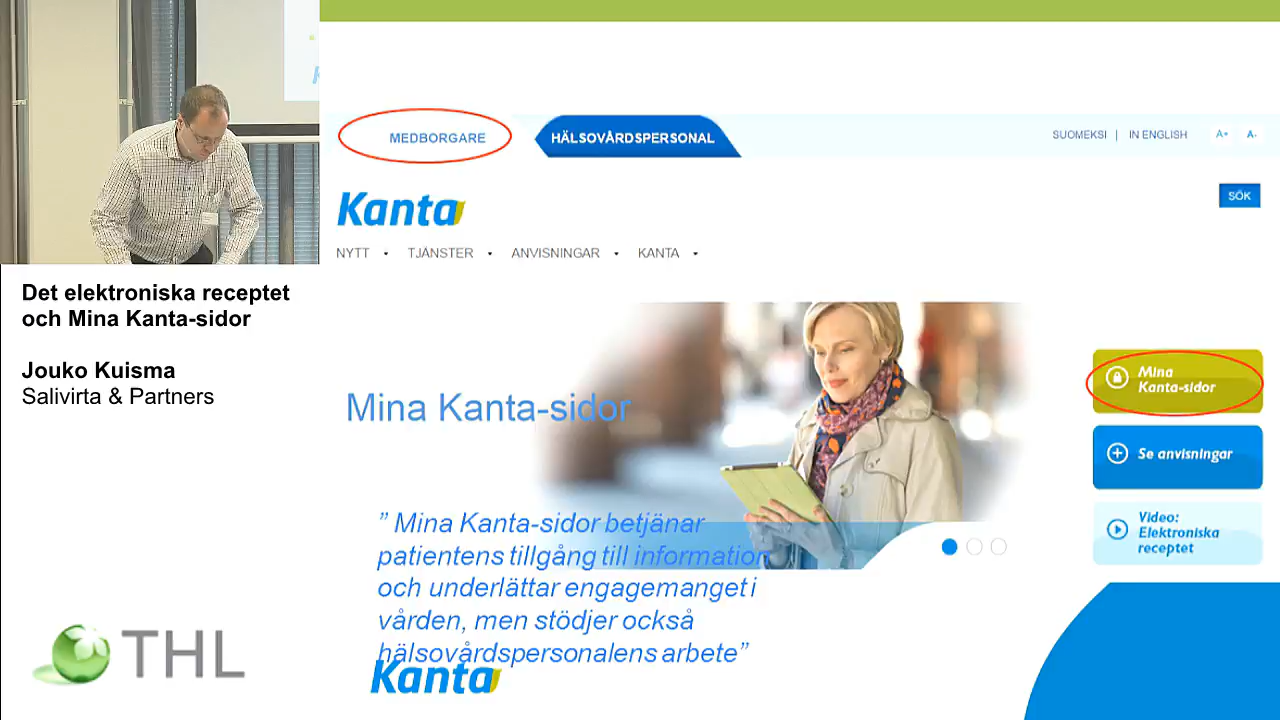 Det elektroniska receptet
och Mina Kanta-sidor
Jouko Kuisma
Salivirta & Partners
THL
MEDBORGARE
HÄLSOVÅRDSPERSONAL
SUOMEKSI | IN ENGLISH
A+ A-
Kanta
SÖK
NYTT TJÄNSTER ANVISNINGAR KANTA
Mina Kanta-sidor
” Mina Kanta-sidor betjänar
patientens tillgång till information
och underlättar engagemanget i
vården, men stödjer också
hälsovårdspersonalens arbete”
Kanta
Mina
Kanta-sidor
Se anvisningar
Video:
Elektroniska
receptet